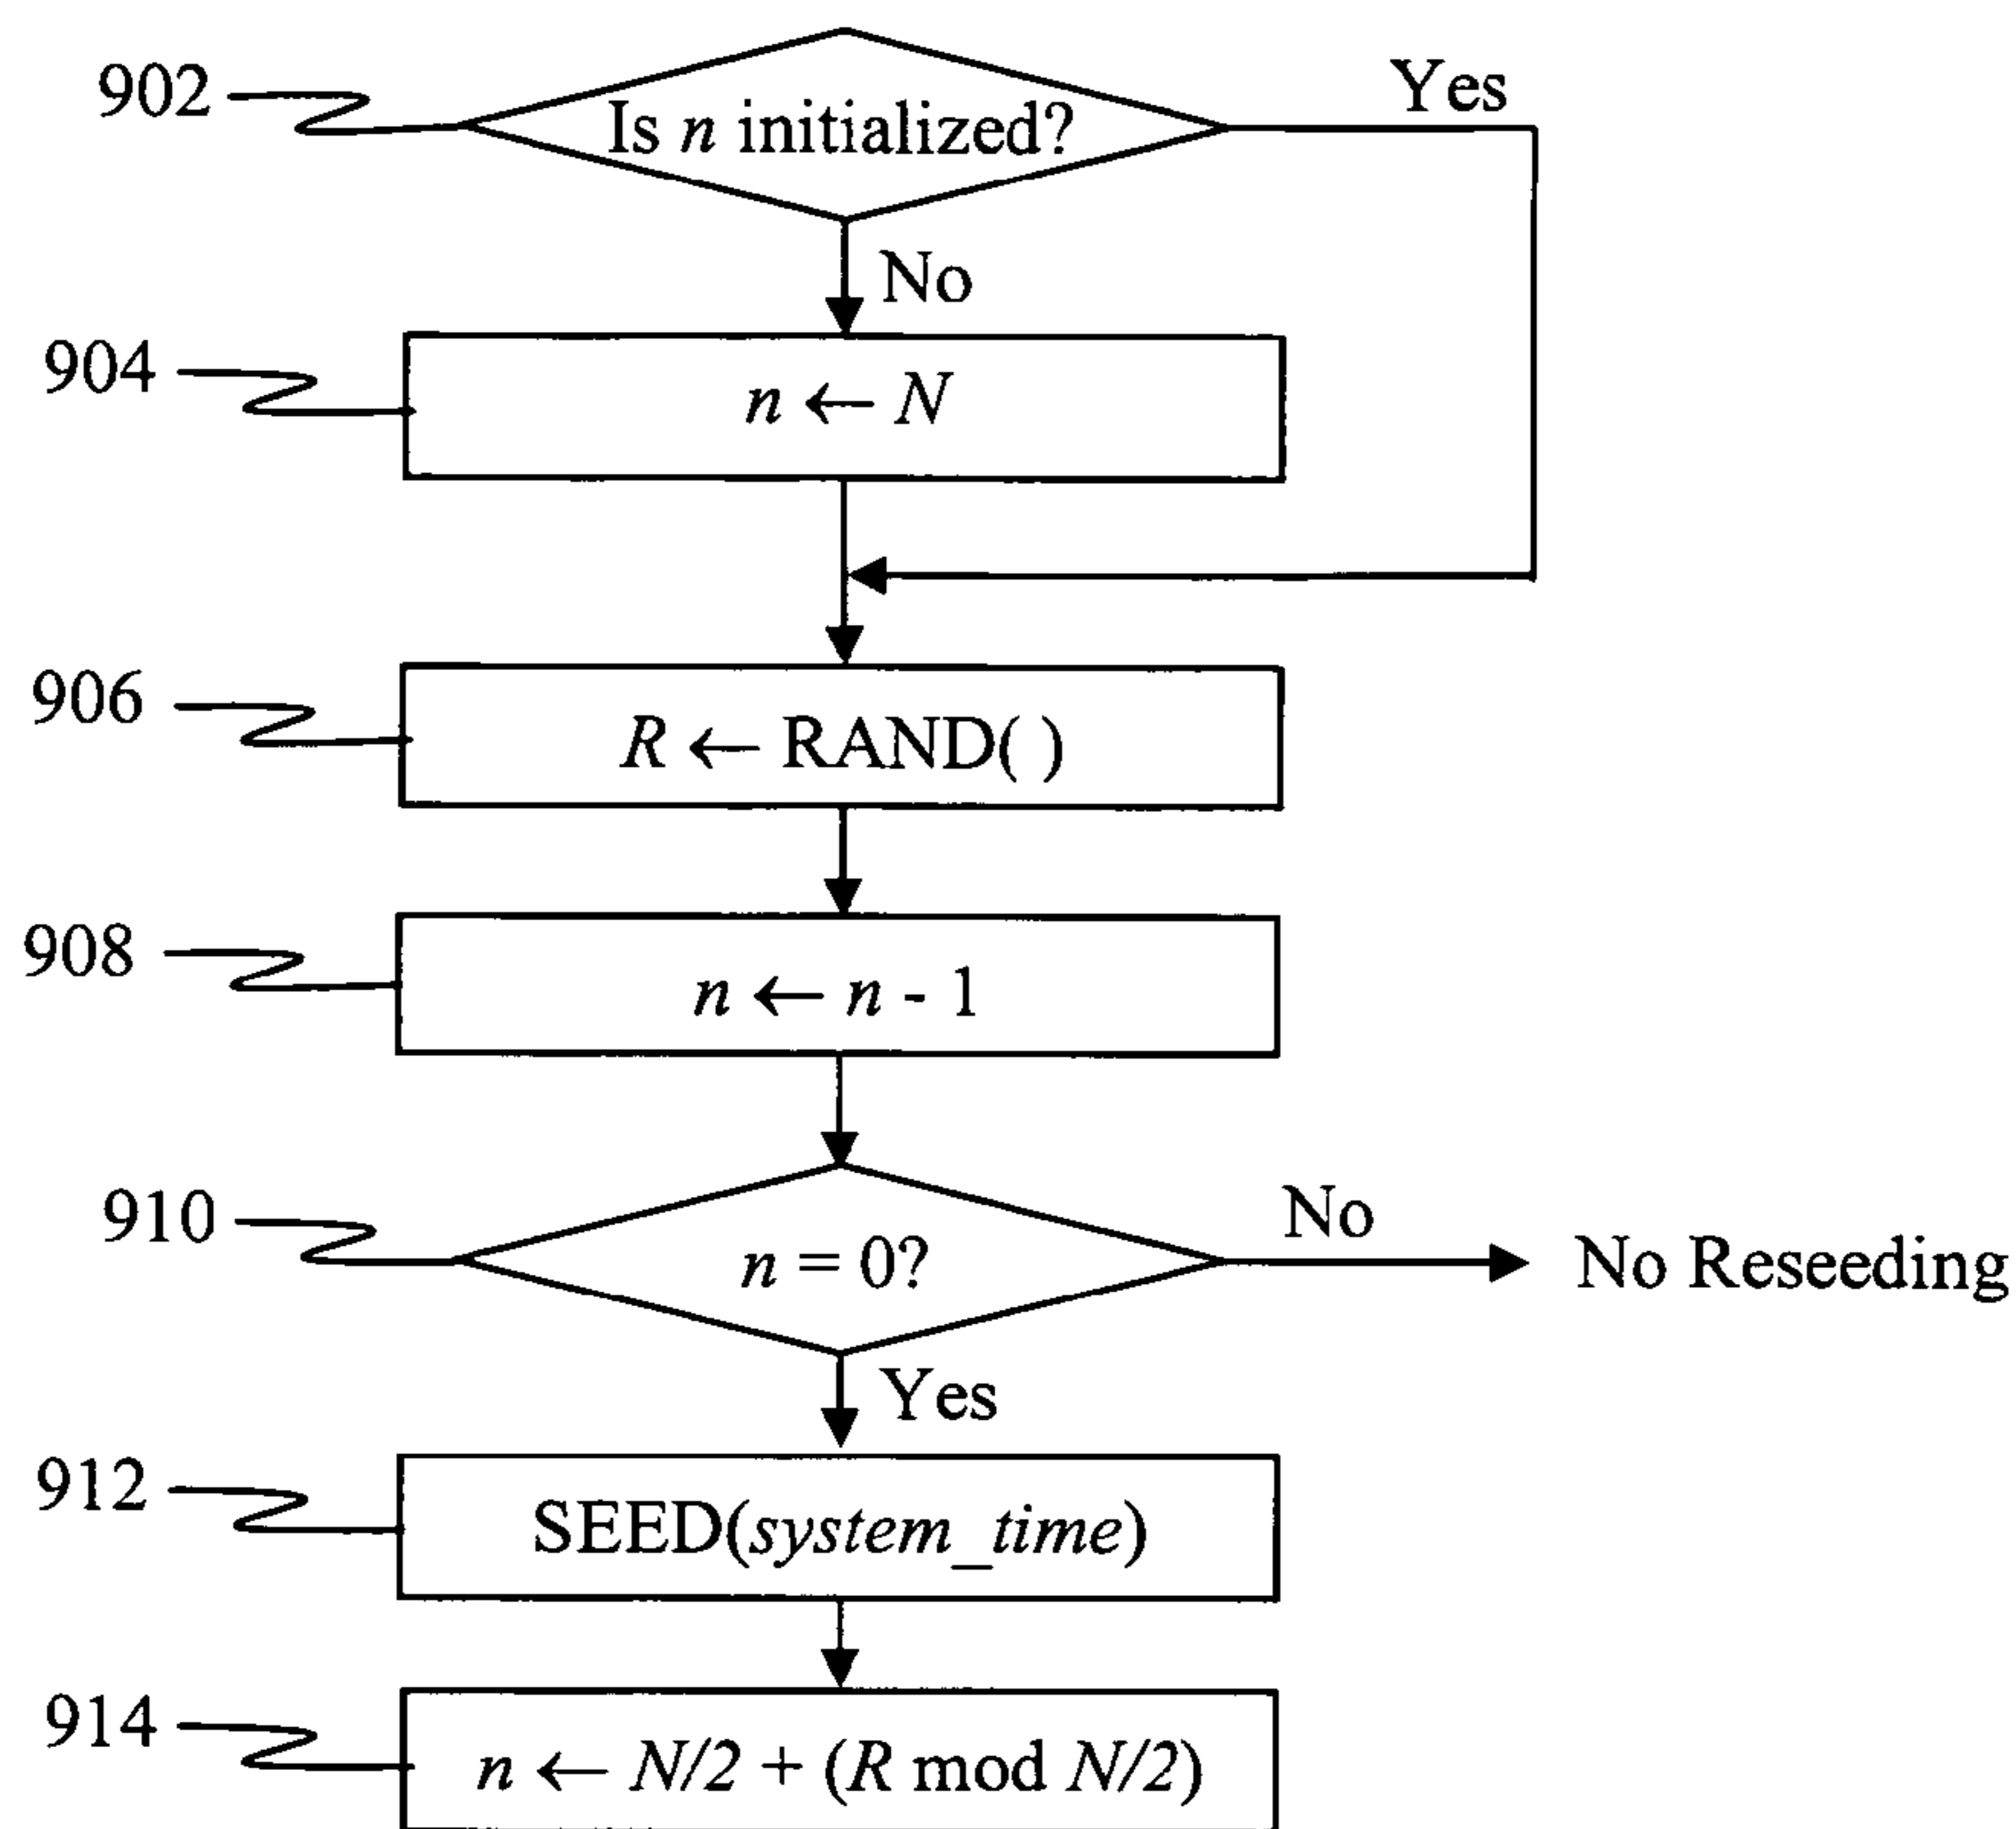 902
Is n initialized?
Yes
No
904
n ← N
906
R ← RAND( )
908
n ← n - 1
910
n = 0?
No
No Reseeding
Yes
912
SEED(system_time)
914
n ← N/2 + (R mod N/2)